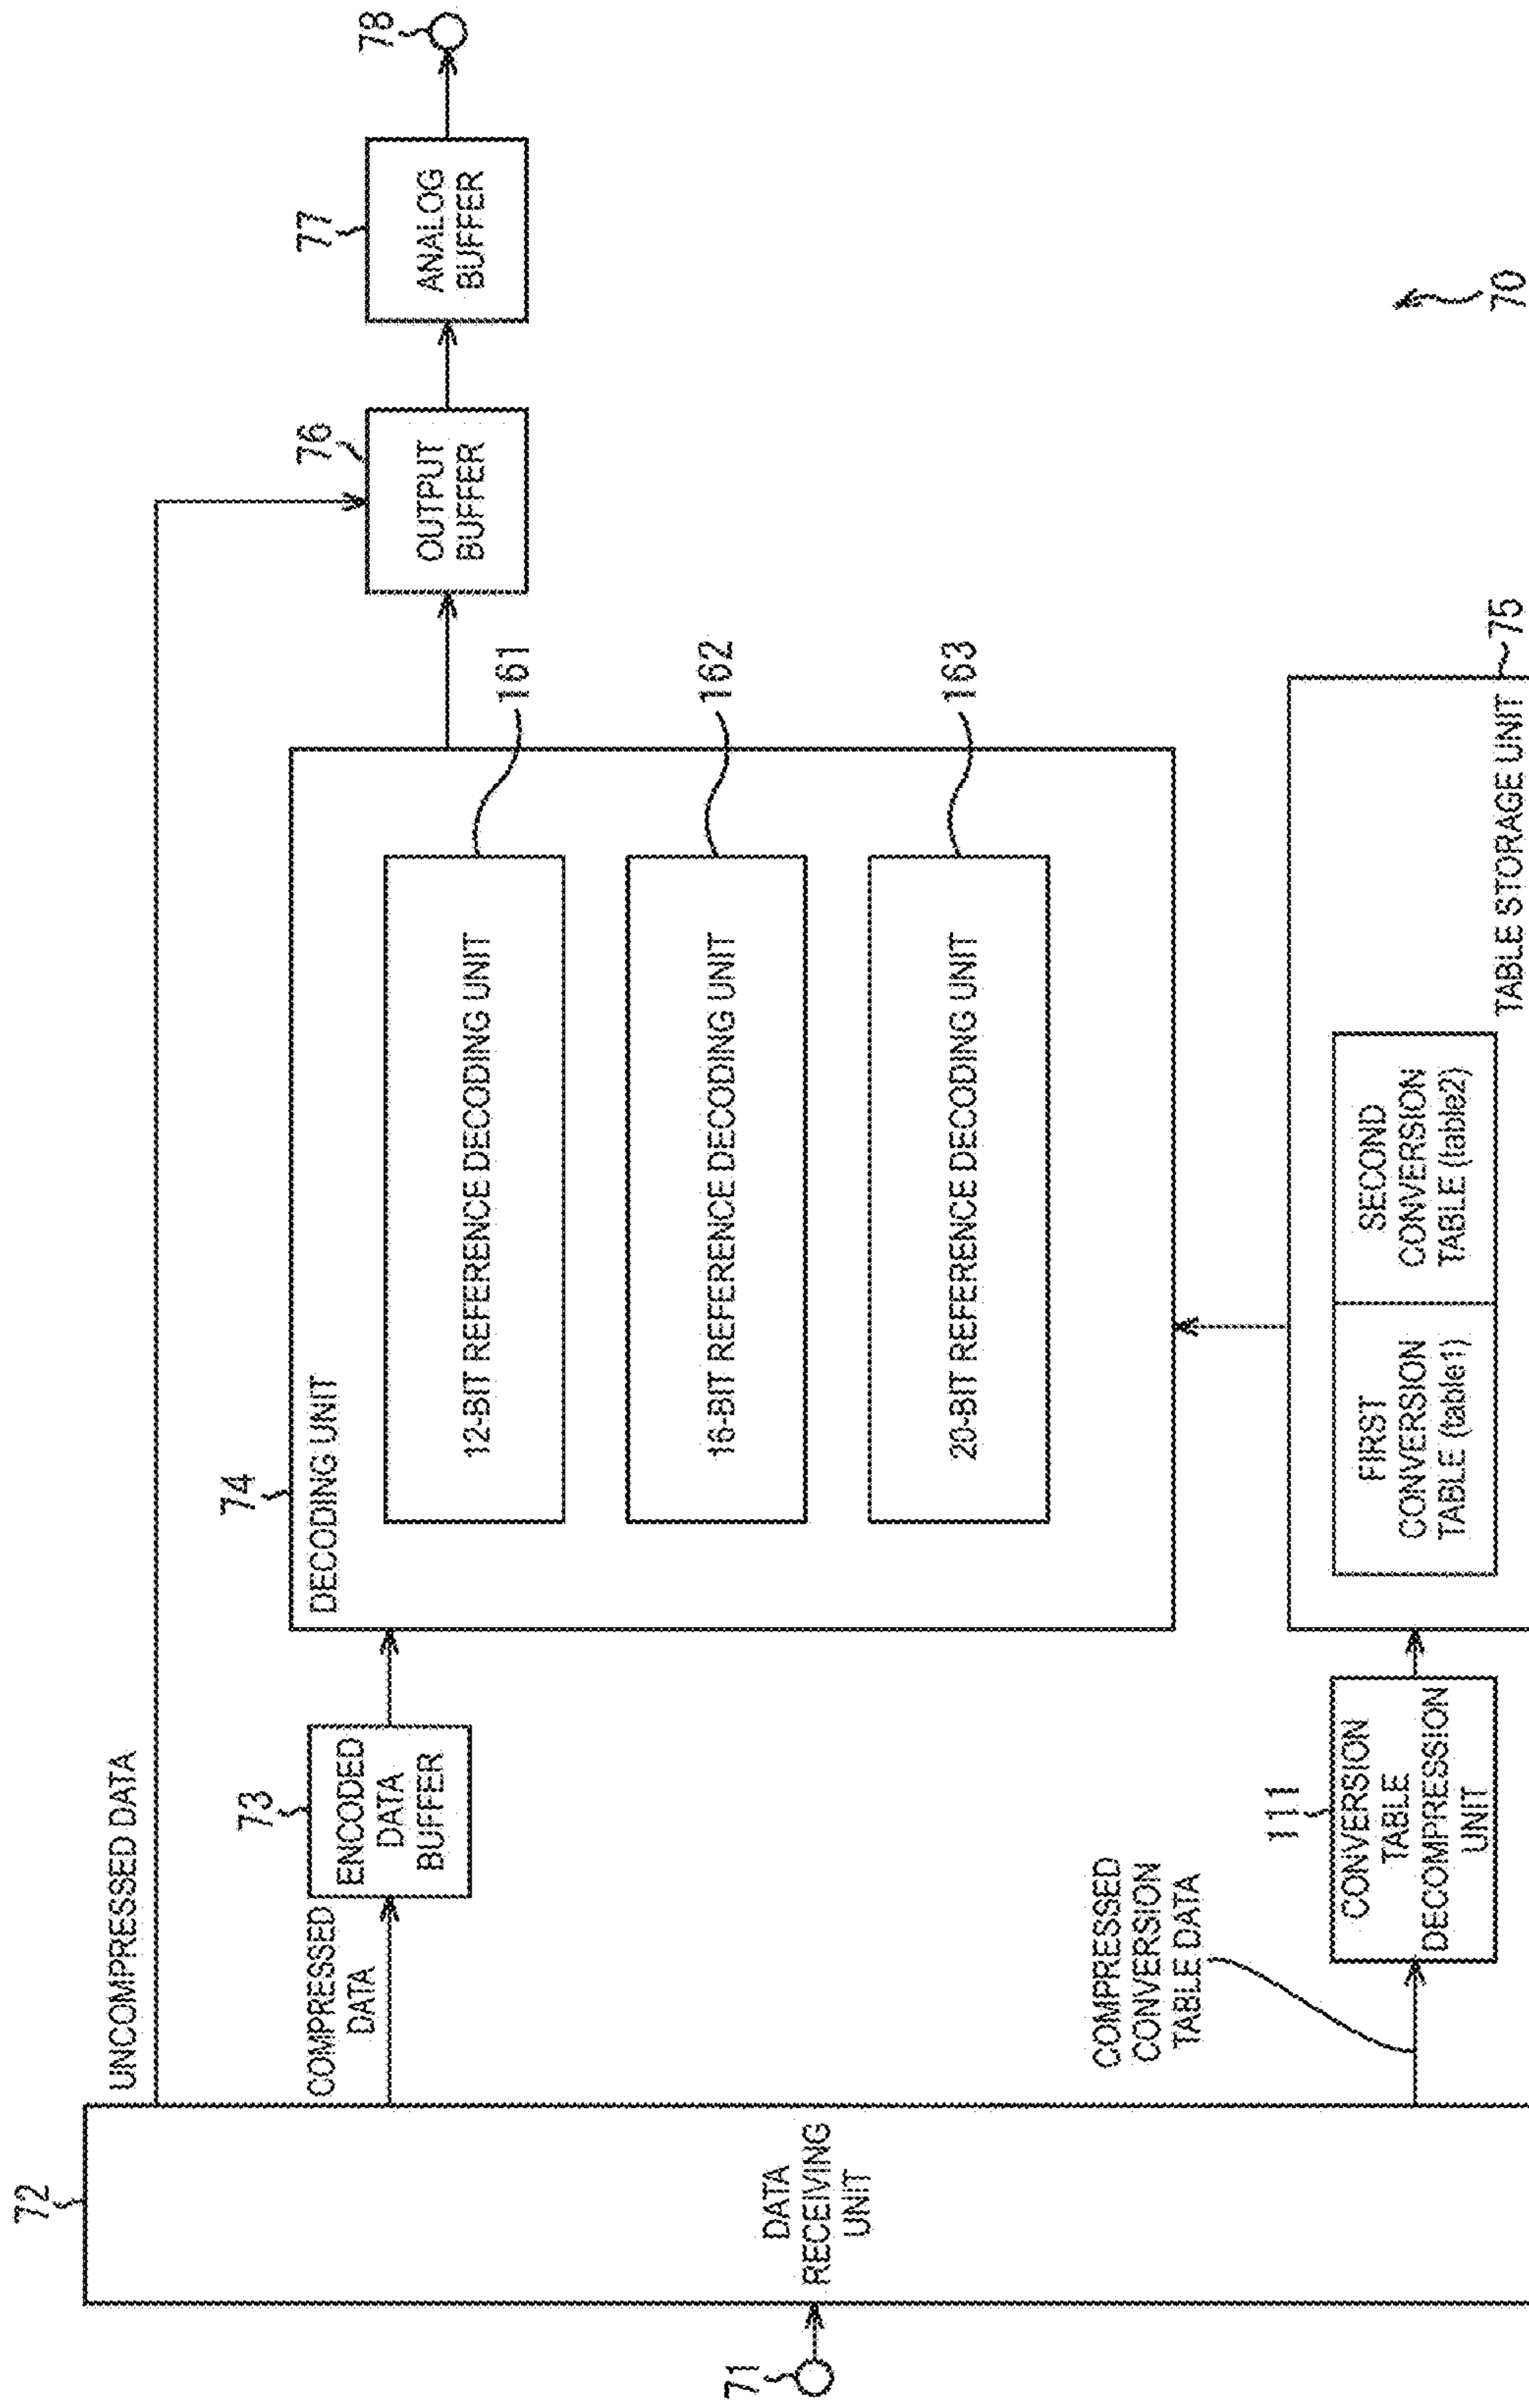 72
DATA
RECEIVING
UNIT
71
UNCOMPRESSED DATA
COMPRESSED
DATA
73
ENCODED
DATA
BUFFER
COMPRESSED
CONVERSION
TABLE DATA
111
CONVERSION
TABLE
DECOMPRESSION
UNIT
74
DECODING UNIT
12-BIT REFERENCE DECODING UNIT
161
16-BIT REFERENCE DECODING UNIT
162
20-BIT REFERENCE DECODING UNIT
163
FIRST
CONVERSION
TABLE (table1)
SECOND
CONVERSION
TABLE (table2)
TABLE STORAGE UNIT
75
76
OUTPUT
BUFFER
77
ANALOG
BUFFER
78
70